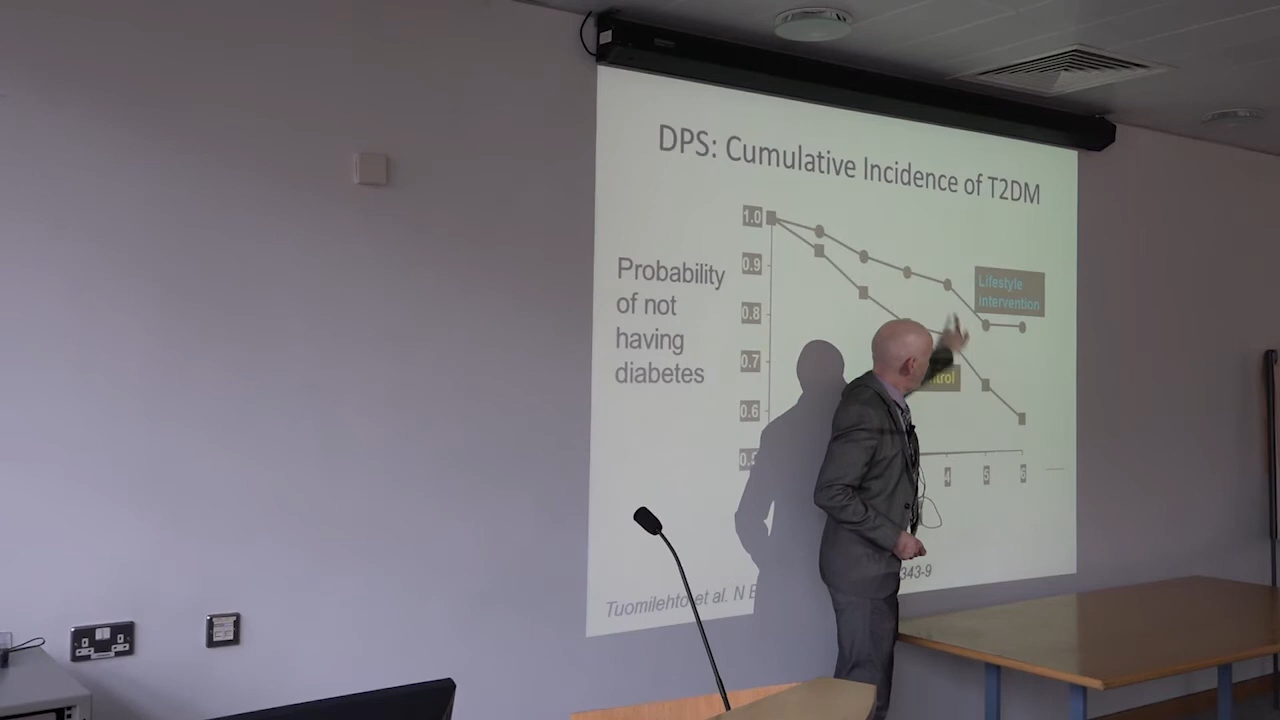 DPS: Cumulative Incidence of T2DM
1.0
0.9
0.8
0.7
0.6
Probability
of not
having
diabetes
Lifestyle
intervention
4
5
6
Tuomilehto et al. N
343-9